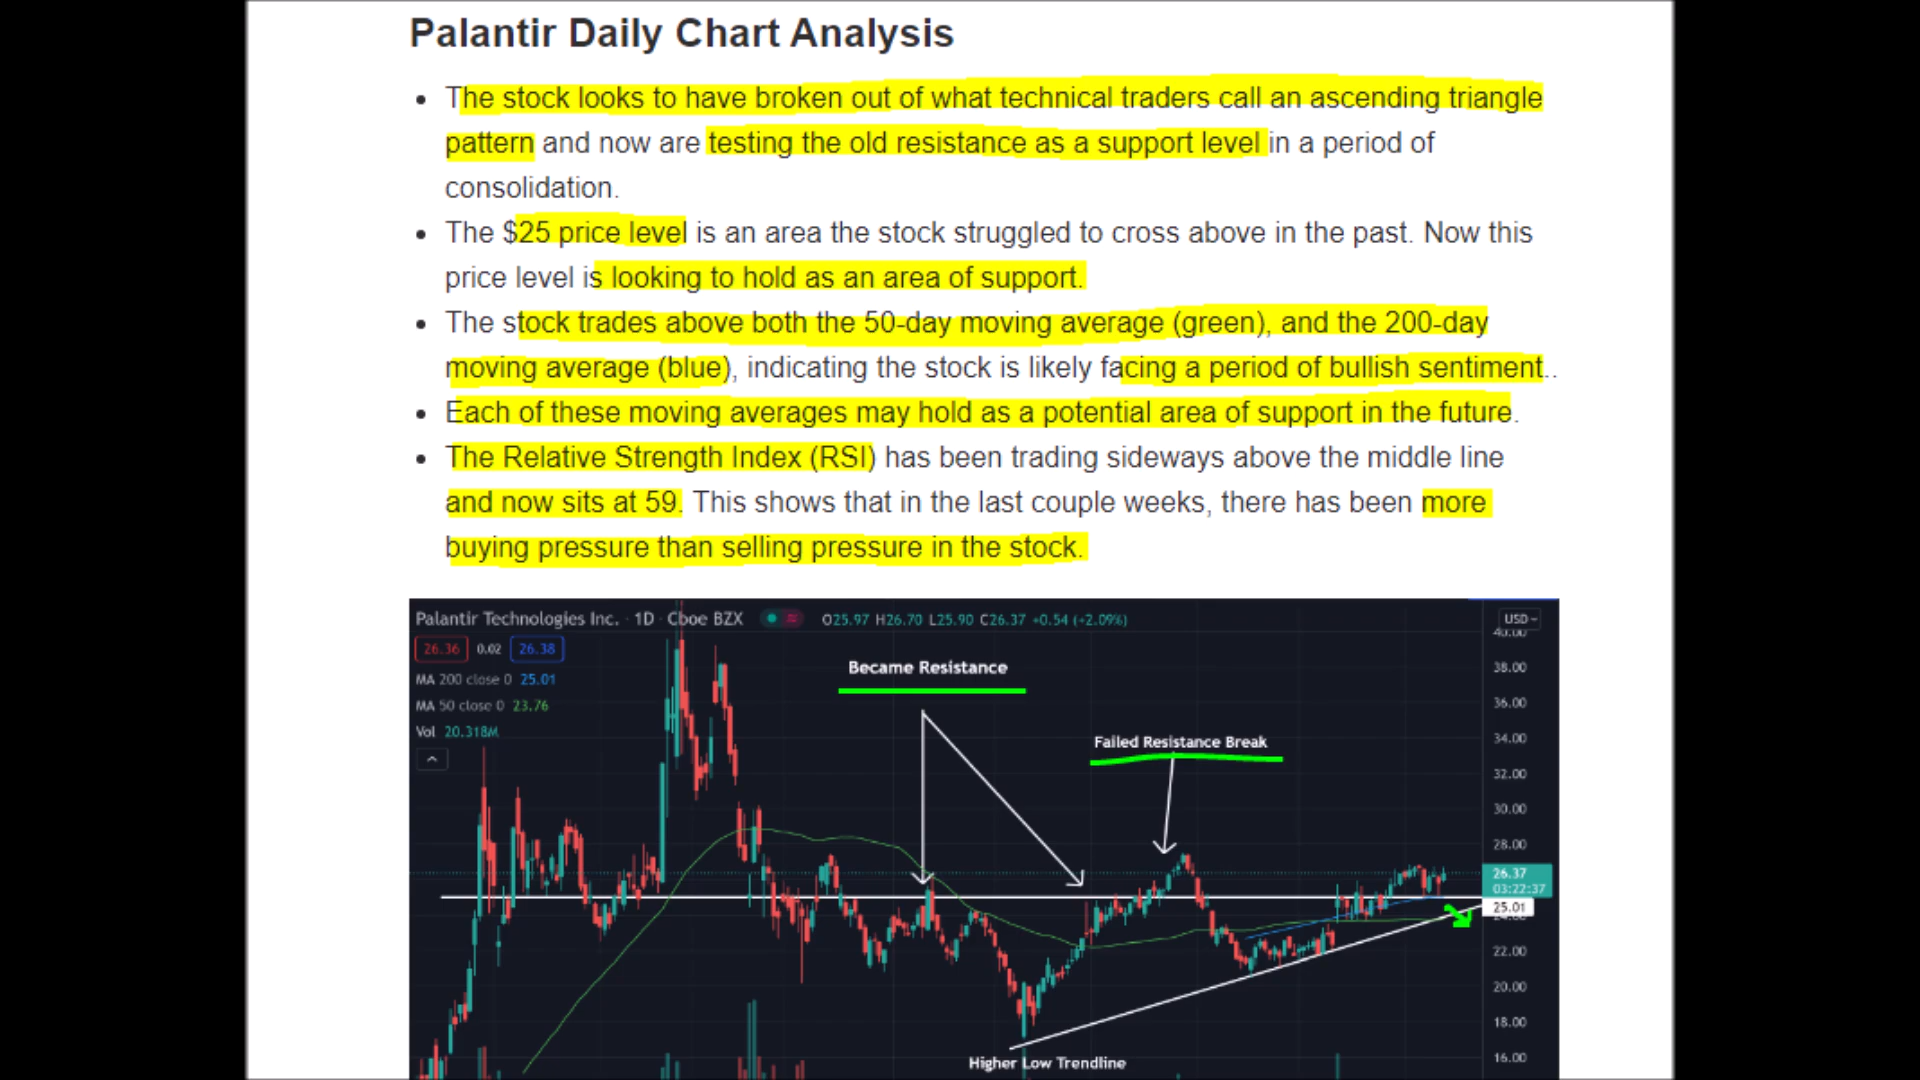 Palantir Daily Chart Analysis
• The stock looks to have broken out of what technical traders call an ascending triangle
pattern and now are testing the old resistance as a support level in a period of
consolidation.
• The $25 price level is an area the stock struggled to cross above in the past. Now this
price level is looking to hold as an area of support.
• The stock trades above both the 50-day moving average (green), and the 200-day
moving average (blue), indicating the stock is likely facing a period of bullish sentiment..
• Each of these moving averages may hold as a potential area of support in the future.
• The Relative Strength Index (RSI) has been trading sideways above the middle line
and now sits at 59. This shows that in the last couple weeks, there has been more
buying pressure than selling pressure in the stock.
Palantir Technologies Inc. · 1D · Cboe BZX O25.97 H26.70 L25.90 C26.37 +0.54 (+2.09%)
USD
40.00
26.36 0.02 26.38
Became Resistance
38.00
MA 200 close 0 25.01
MA 50 close 0 23.76
36.00
Vol 20.318M
Failed Resistance Break
34.00
32.00
30.00
28.00
26.37
03:22:37
25.01
24.00
22.00
20.00
18.00
16.00
Higher Low Trendline